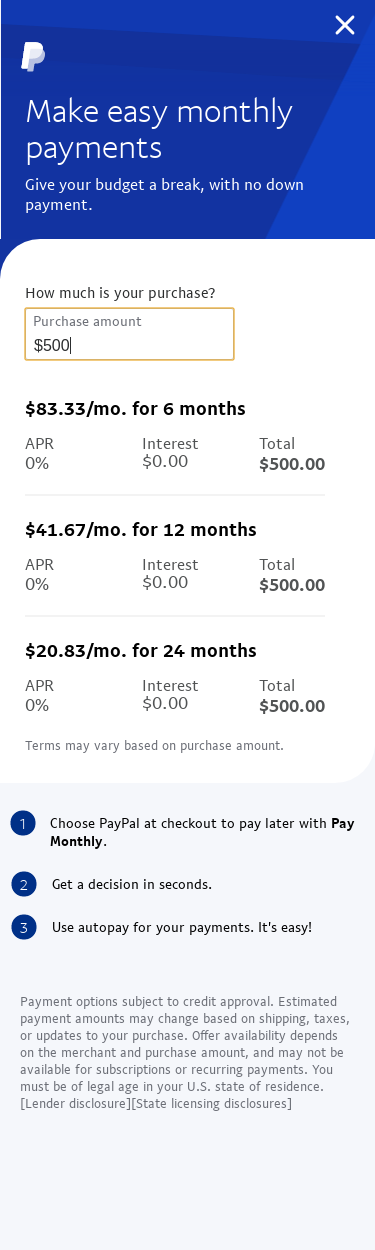 Make easy monthly
payments
Give your budget a break, with no down
payment.
How much is your purchase?
Purchase amount
$500
$83.33/mo. for 6 months
APR Interest Total
0% $0.00 $500.00
$41.67/mo. for 12 months
APR Interest Total
0% $0.00 $500.00
$20.83/mo. for 24 months
APR Interest Total
0% $0.00 $500.00
Terms may vary based on purchase amount.
1 Choose PayPal at checkout to pay later with Pay
Monthly.
2 Get a decision in seconds.
3 Use autopay for your payments. It's easy!
Payment options subject to credit approval. Estimated
payment amounts may change based on shipping, taxes,
or updates to your purchase. Offer availability depends
on the merchant and purchase amount, and may not be
available for subscriptions or recurring payments. You
must be of legal age in your U.S. state of residence.
[Lender disclosure][State licensing disclosures]